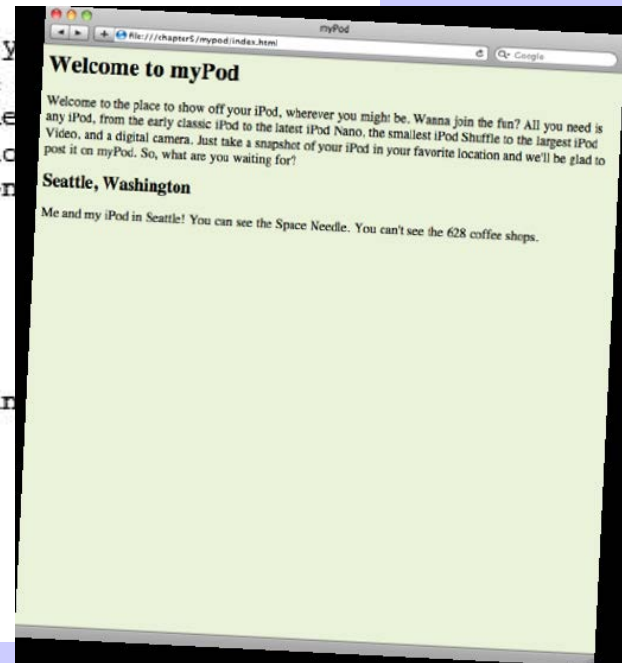 myPod
file:///chapter5/mypod/index.html
Google
Welcome to myPod
Welcome to the place to show off your iPod, wherever you might be. Wanna join the fun? All you need is
any iPod, from the early classic iPod to the latest iPod Nano, the smallest iPod Shuffle to the largest iPod
Video, and a digital camera. Just take a snapshot of your iPod in your favorite location and we'll be glad to
post it on myPod. So, what are you waiting for?
Seattle, Washington
Me and my iPod in Seattle! You can see the Space Needle. You can't see the 628 coffee shops.